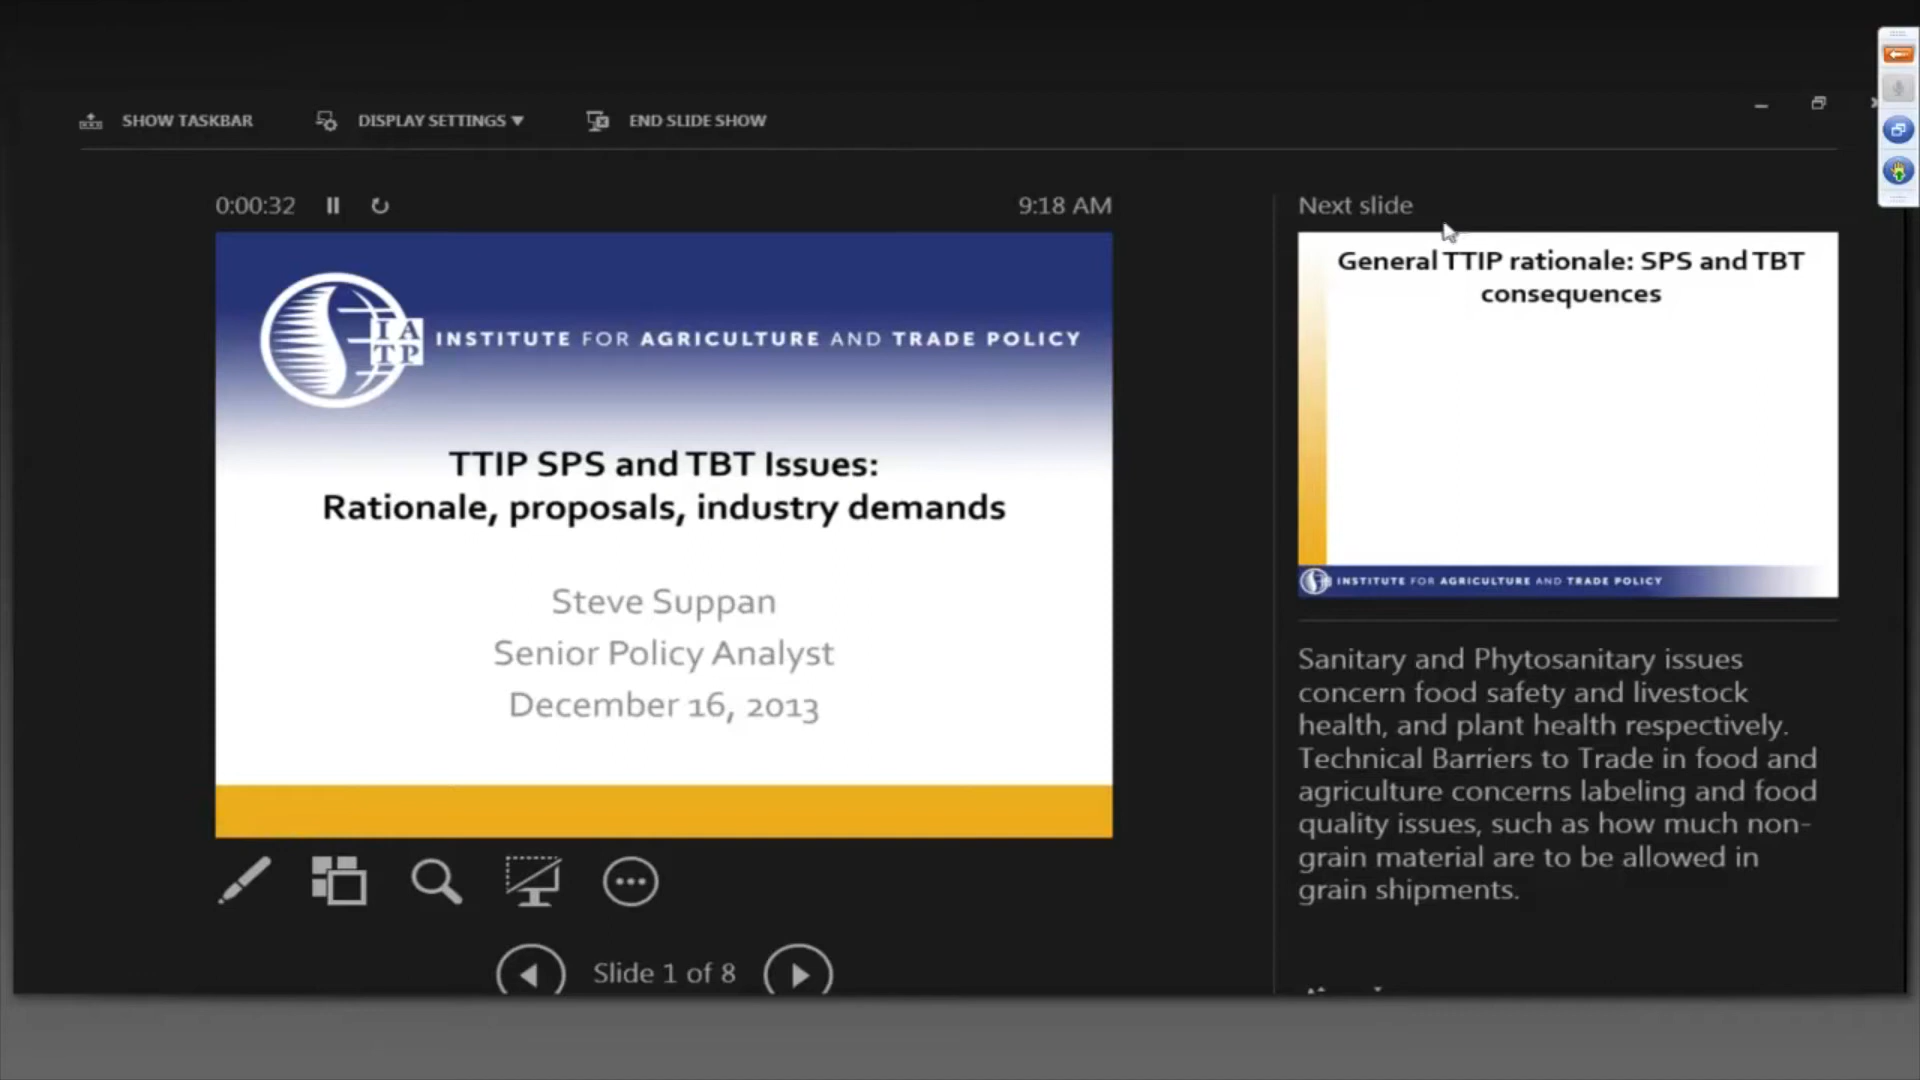 SHOW TASKBAR
DISPLAY SETTINGS
END SLIDE SHOW
0:00:32
9:18 AM
IA
TP
INSTITUTE FOR AGRICULTURE AND TRADE POLICY
TTIP SPS and TBT Issues:
Rationale, proposals, industry demands
Steve Suppan
Senior Policy Analyst
December 16, 2013
Slide 1 of 8
Next slide
General TTIP rationale: SPS and TBT
consequences
INSTITUTE FOR AGRICULTURE AND TRADE POLICY
Sanitary and Phytosanitary issues
concern food safety and livestock
health, and plant health respectively.
Technical Barriers to Trade in food and
agriculture concerns labeling and food
quality issues, such as how much non-
grain material are to be allowed in
grain shipments.